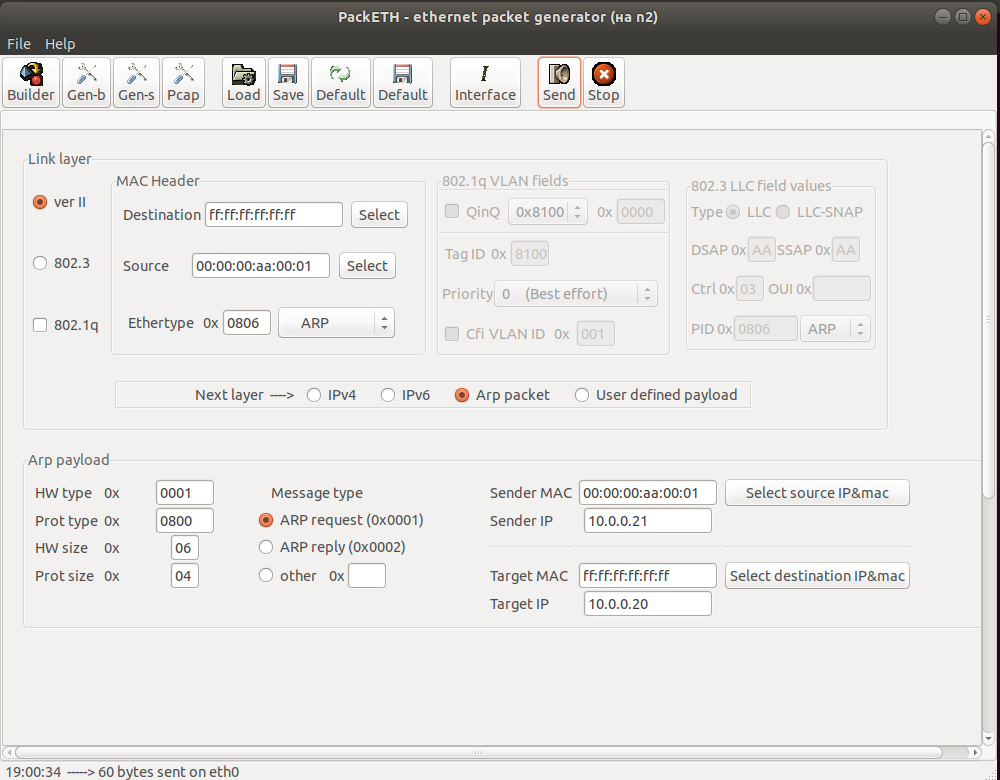 PackETH - ethernet packet generator (на n2)
File Help
Builder Gen-b Gen-s Pcap Load Save Default Default Interface Send Stop
Link layer
MAC Header 802.1q VLAN fields 802.3 LLC field values
ver II Destination ff:ff:ff:ff:ff:ff Select QinQ 0x8100 0x 0000 Type LLC LLC-SNAP
802.3 Source 00:00:00:aa:00:01 Select Tag ID 0x 8100 DSAP 0x AA SSAP 0x AA
Priority 0 (Best effort) Ctrl 0x 03 OUI 0x
802.1q Ethertype 0x 0806 ARP Cfi VLAN ID 0x 001 PID 0x 0806 ARP
Next layer ----> IPv4 IPv6 Arp packet User defined payload
Arp payload
HW type 0x 0001 Message type Sender MAC 00:00:00:aa:00:01 Select source IP&mac
Prot type 0x 0800 ARP request (0x0001) Sender IP 10.0.0.21
HW size 0x 06 ARP reply (0x0002)
Prot size 0x 04 other 0x Target MAC ff:ff:ff:ff:ff:ff Select destination IP&mac
Target IP 10.0.0.20
19:00:34 -----> 60 bytes sent on eth0